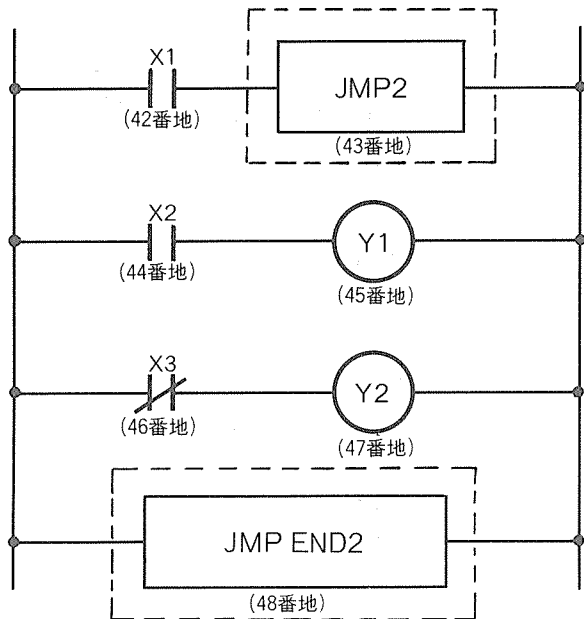 X1
JMP2
(42番地)
(43番地)
X2
Y1
(44番地)
(45番地)
X3
Y2
(46番地)
(47番地)
JMP END2
(48番地)